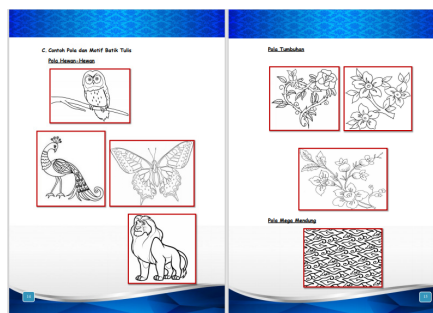 C. Contoh Pola dan Motif Batik Tulis
Pola Hewan-Hewan
Pola Tumbuhan
Pola Mega Mendung